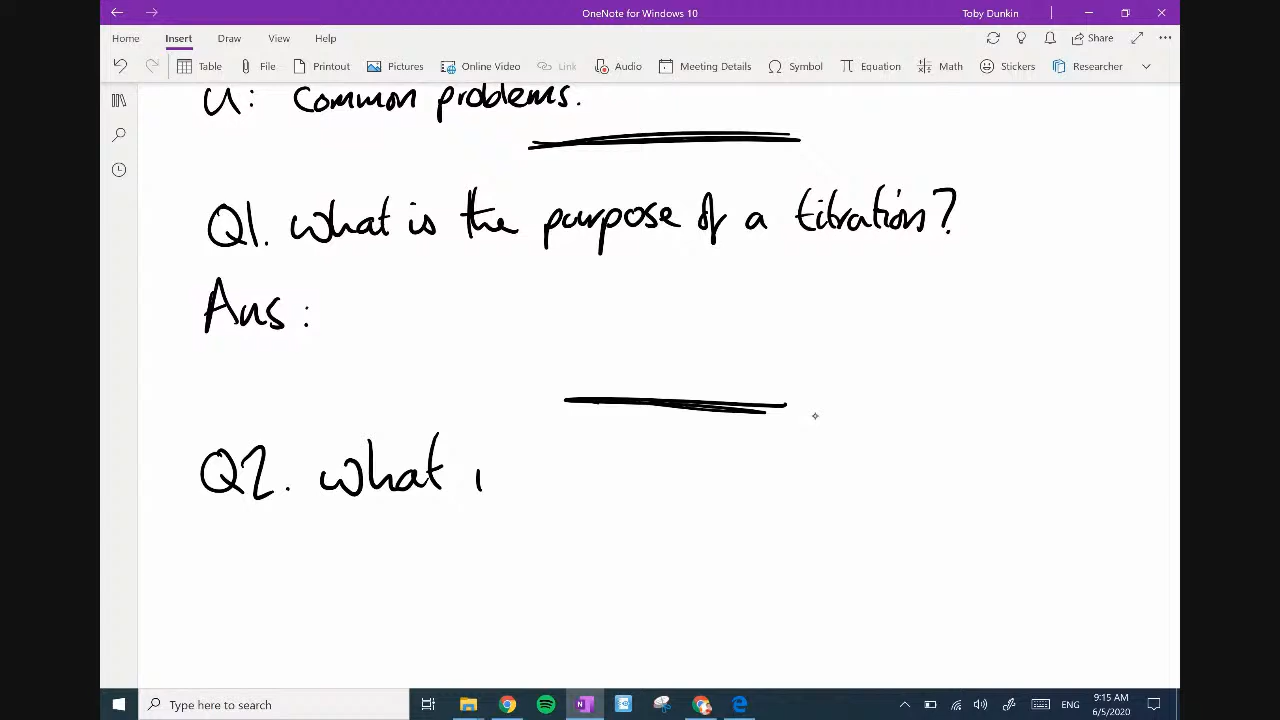 OneNote for Windows 10
Toby Dunkin
Home Insert Draw View Help
Share
Table File Printout Pictures Online Video Link Audio Meeting Details Symbol Equation Math Stickers Researcher
U: Common problems.
Q1. What is the purpose of a titration?
Ans:
Q2. What i
Type here to search
ENG
9:15 AM
6/5/2020